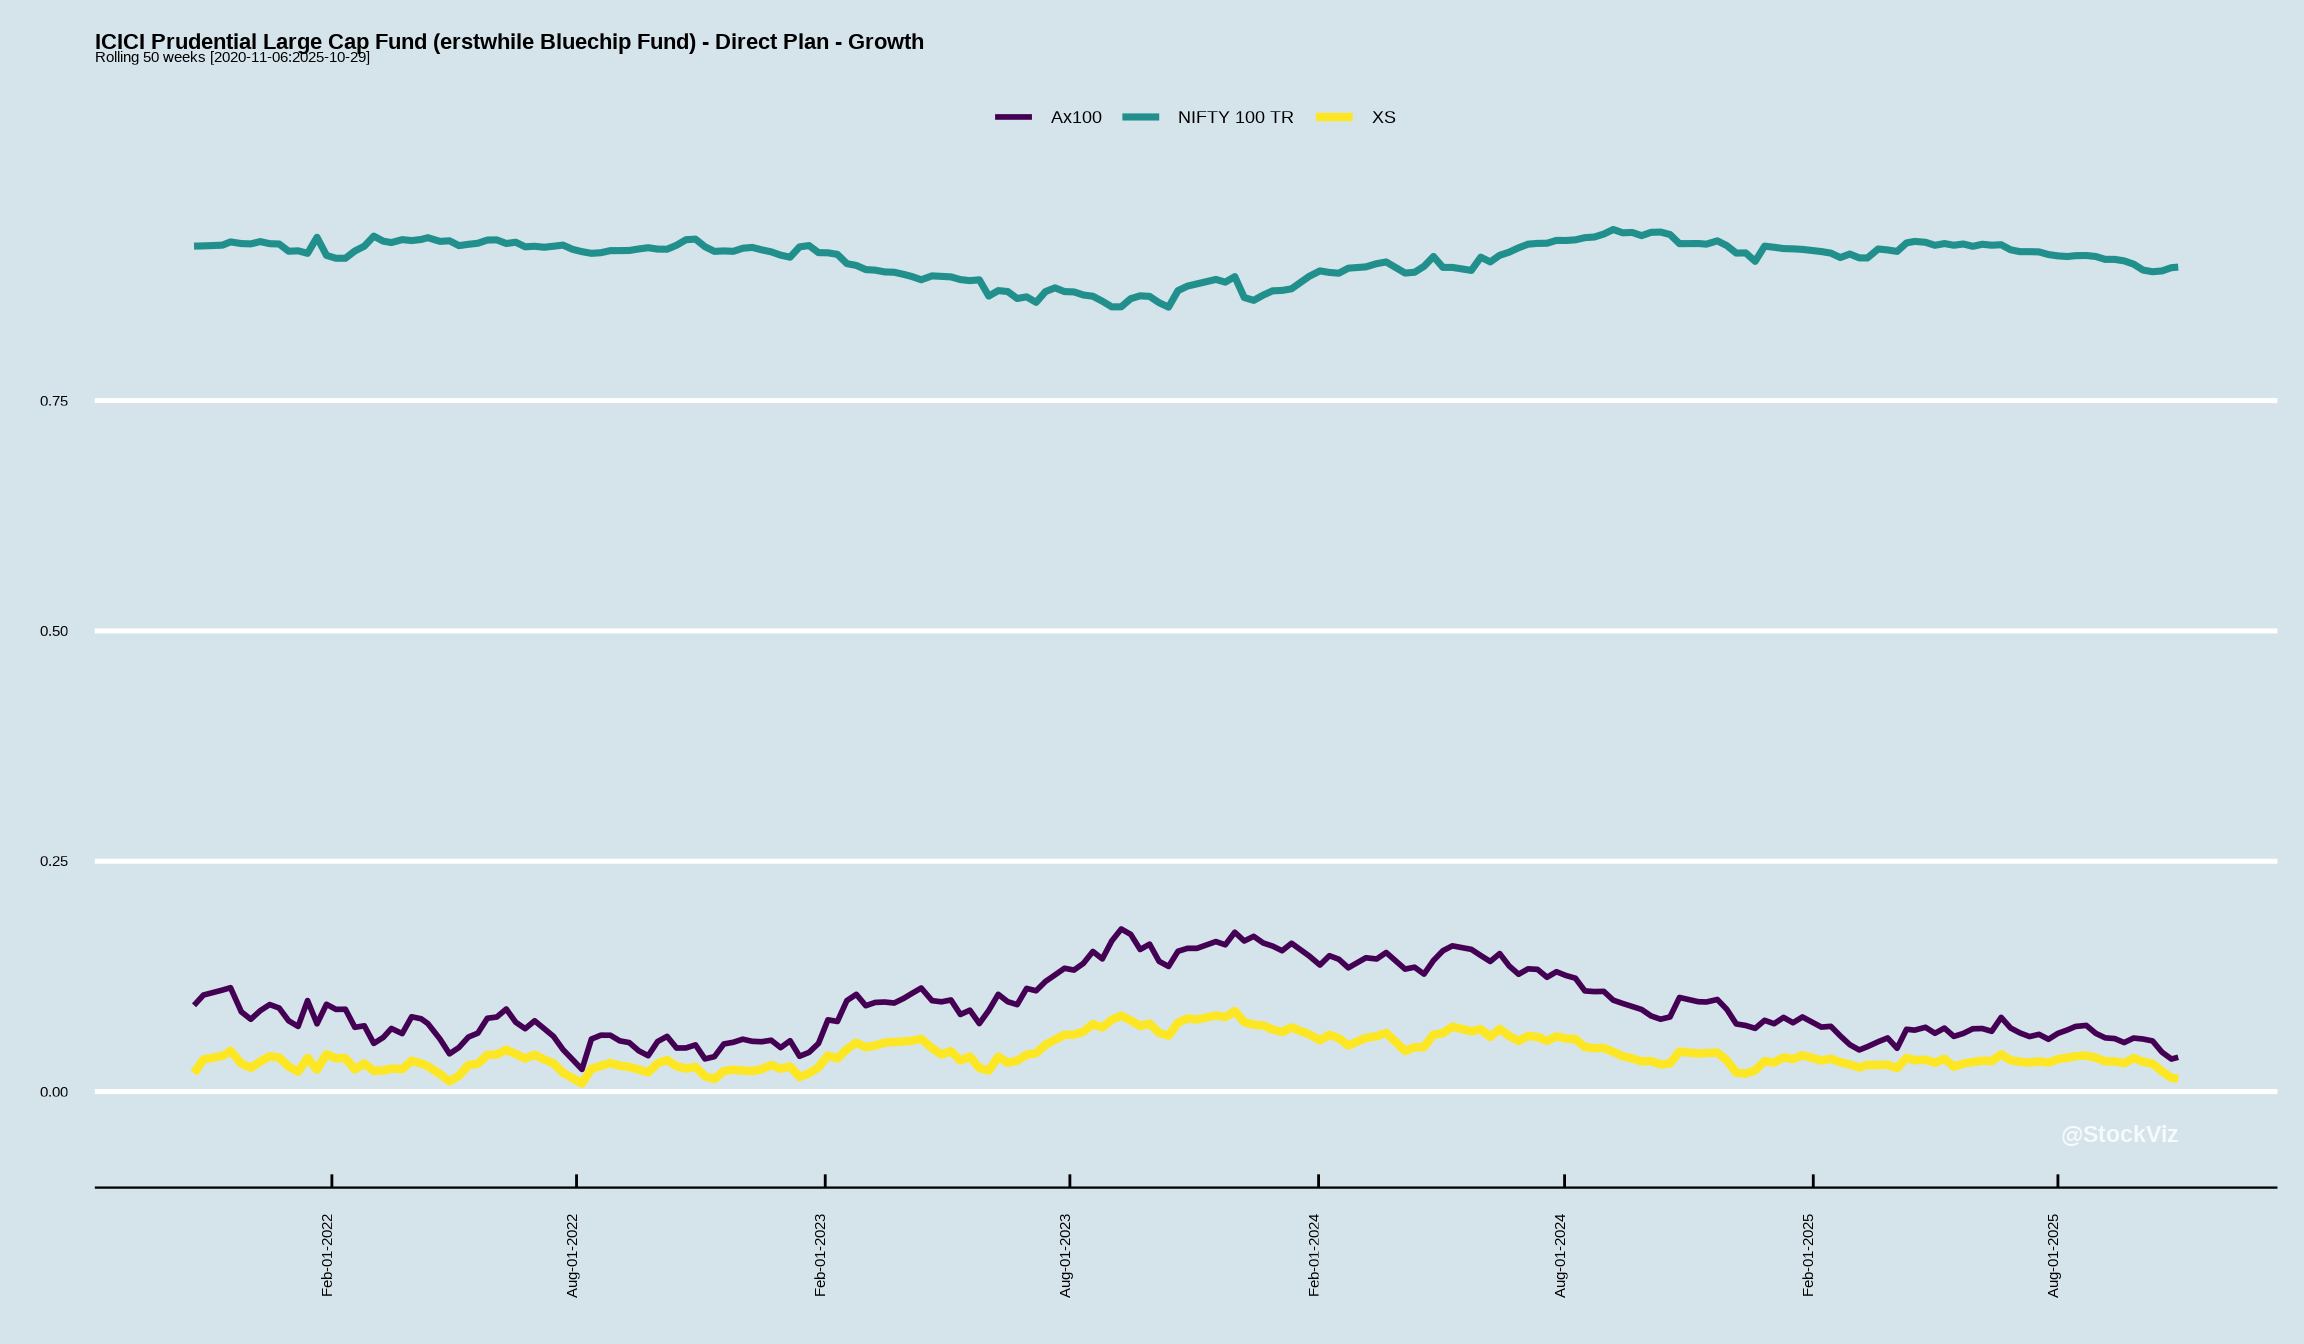 ICICI Prudential Large Cap Fund (erstwhile Bluechip Fund) - Direct Plan - Growth
Rolling 50 weeks [2020-11-06:2025-10-29]
Ax100 NIFTY 100 TR XS
0.75
0.50
0.25
0.00
@StockViz
Feb-01-2022
Aug-01-2022
Feb-01-2023
Aug-01-2023
Feb-01-2024
Aug-01-2024
Feb-01-2025
Aug-01-2025